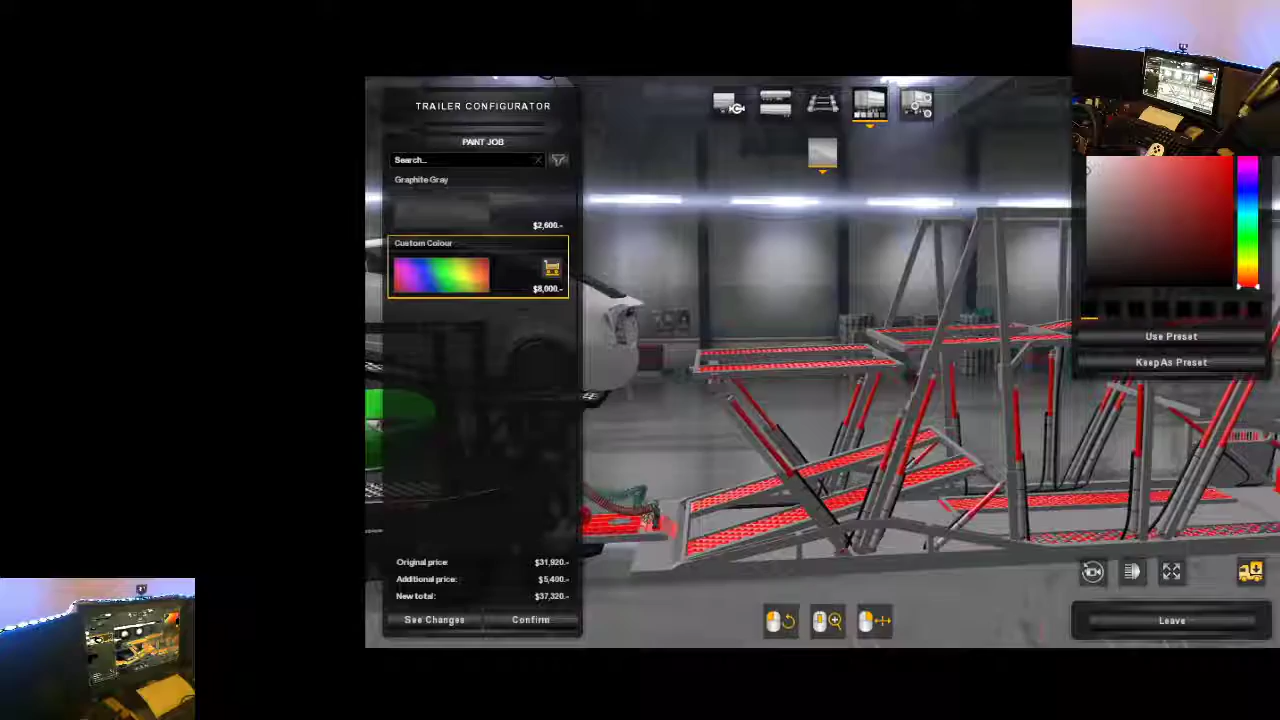 TRAILER CONFIGURATOR
PAINT JOB
Search...
Graphite Gray
$2,600.-
Custom Colour
$8,000.-
Use Preset
Keep As Preset
Original price: $31,920.-
Additional price: $5,400.-
New total: $37,320.-
See Changes Confirm
Leave